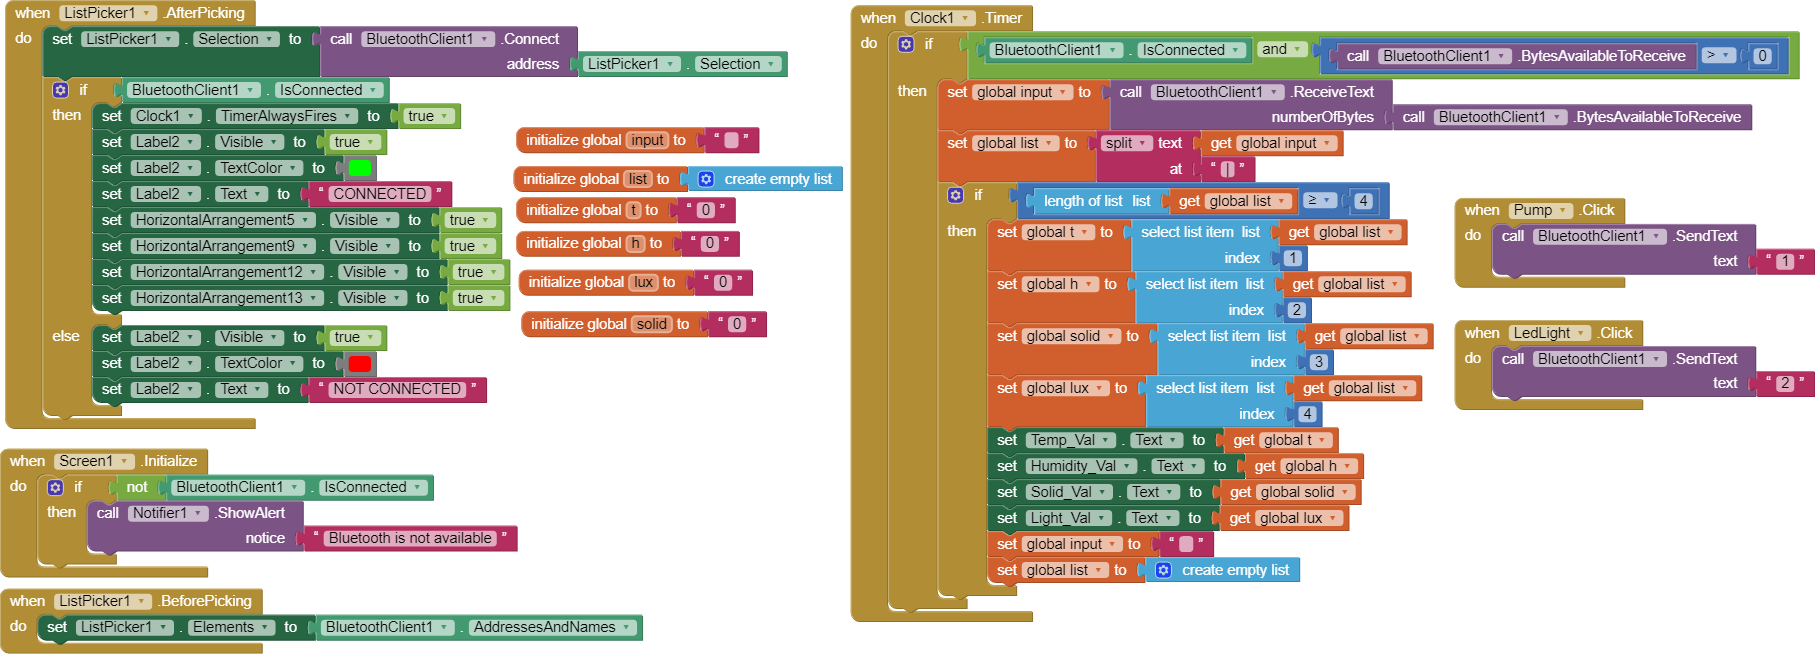 when ListPicker1 .AfterPicking
do set ListPicker1 . Selection to call BluetoothClient1 .Connect
address ListPicker1 . Selection
if BluetoothClient1 . IsConnected
then set Clock1 . TimerAlwaysFires to true
set Label2 . Visible to true
set Label2 . TextColor to
set Label2 . Text to “ CONNECTED ”
set HorizontalArrangement5 . Visible to true
set HorizontalArrangement9 . Visible to true
set HorizontalArrangement12 . Visible to true
set HorizontalArrangement13 . Visible to true
else set Label2 . Visible to true
set Label2 . TextColor to
set Label2 . Text to “ NOT CONNECTED ”
when Screen1 .Initialize
do if not BluetoothClient1 . IsConnected
then call Notifier1 .ShowAlert
notice “ Bluetooth is not available ”
when ListPicker1 .BeforePicking
do set ListPicker1 . Elements to BluetoothClient1 . AddressesAndNames
initialize global input to “ ”
initialize global list to create empty list
initialize global t to “ 0 ”
initialize global h to “ 0 ”
initialize global lux to “ 0 ”
initialize global solid to “ 0 ”
when Clock1 .Timer
do if BluetoothClient1 . IsConnected and call BluetoothClient1 .BytesAvailableToReceive > 0
then set global input to call BluetoothClient1 .ReceiveText
numberOfBytes call BluetoothClient1 .BytesAvailableToReceive
set global list to split text get global input
at “ | ”
if length of list list get global list ≥ 4
then set global t to select list item list get global list
index 1
set global h to select list item list get global list
index 2
set global solid to select list item list get global list
index 3
set global lux to select list item list get global list
index 4
set Temp_Val . Text to get global t
set Humidity_Val . Text to get global h
set Solid_Val . Text to get global solid
set Light_Val . Text to get global lux
set global input to “ ”
set global list to create empty list
when Pump .Click
do call BluetoothClient1 .SendText
text “ 1 ”
when LedLight .Click
do call BluetoothClient1 .SendText
text “ 2 ”